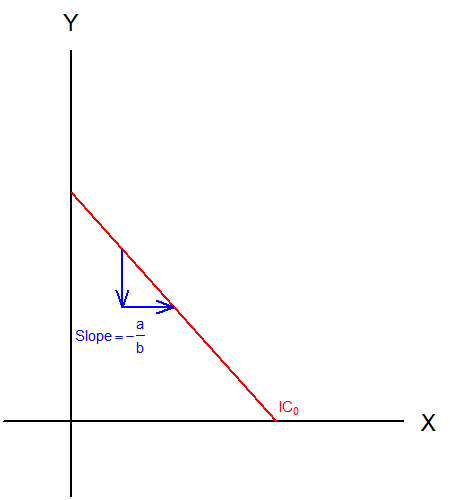 Y
Slope = -a/b
IC₀
X